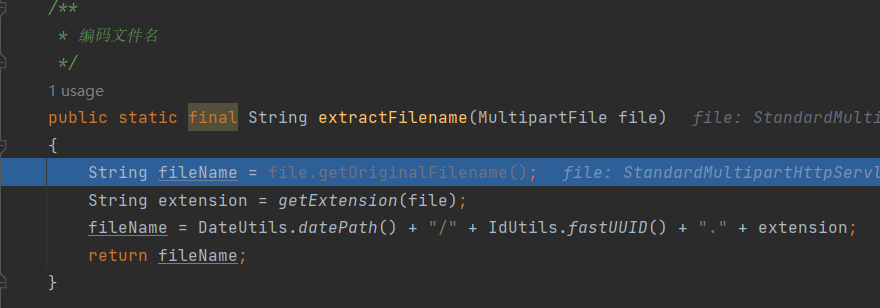 /**
* 编码文件名
*/
1 usage
public static final String extractFilename(MultipartFile file) file: StandardMulti
{
String fileName = file.getOriginalFilename(); file: StandardMultipartHttpServl
String extension = getExtension(file);
fileName = DateUtils.datePath() + "/" + IdUtils.fastUUID() + "." + extension;
return fileName;
}